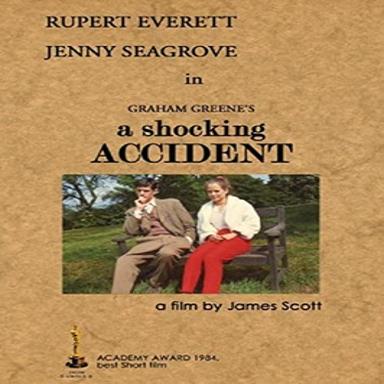 RUPERT EVERETT
JENNY SEAGROVE
in
GRAHAM GREENE'S
a shocking
ACCIDENT
a film by James Scott
ACADEMY AWARD 1984,
best Short film